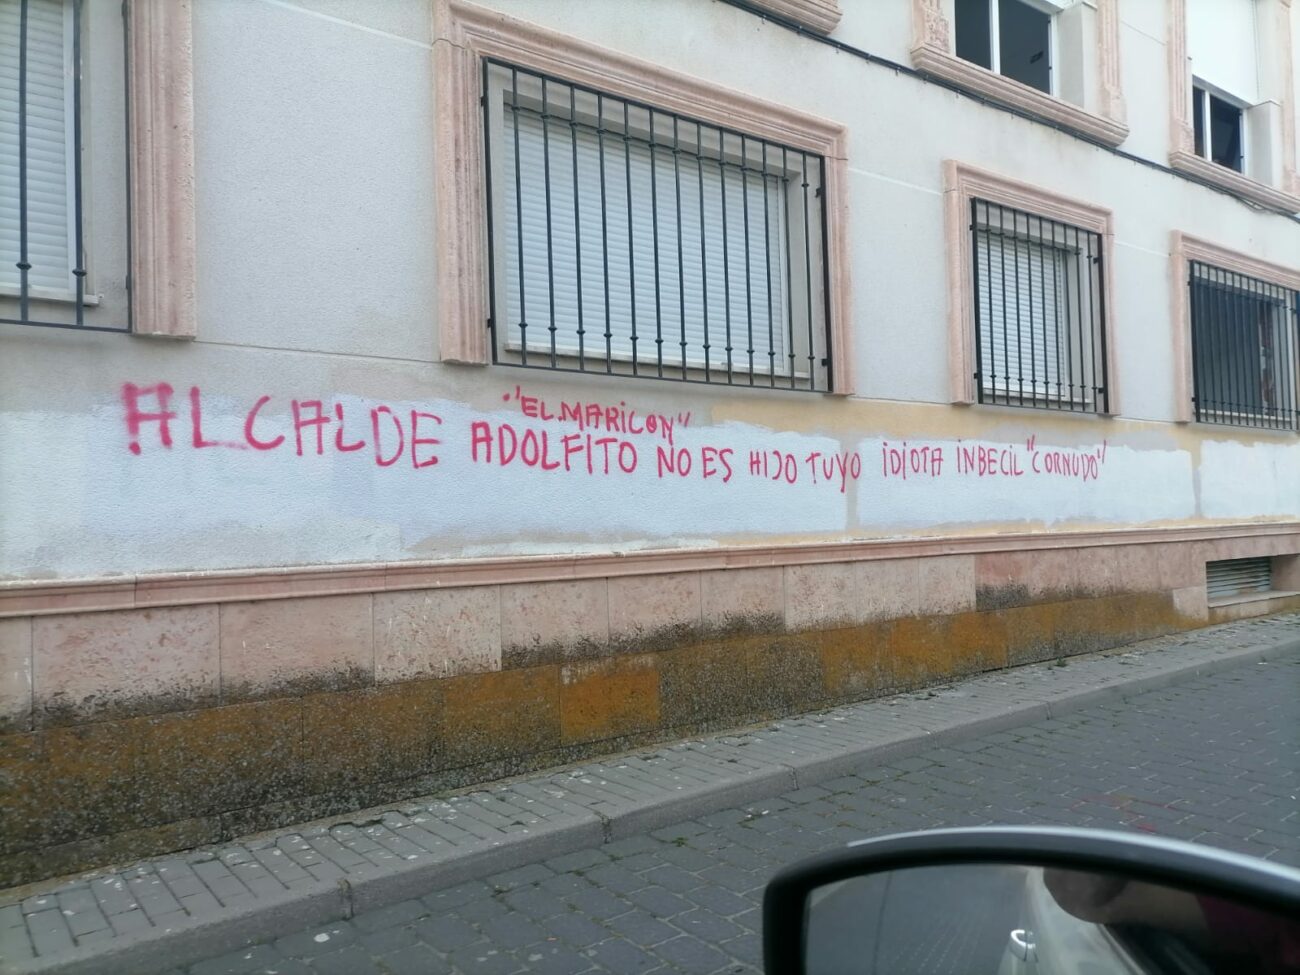 ALCALDE ADOLFITO NO ES HIJO TUYO IDIOTA INBECIL "CORNUDO"
"EL MARICON"